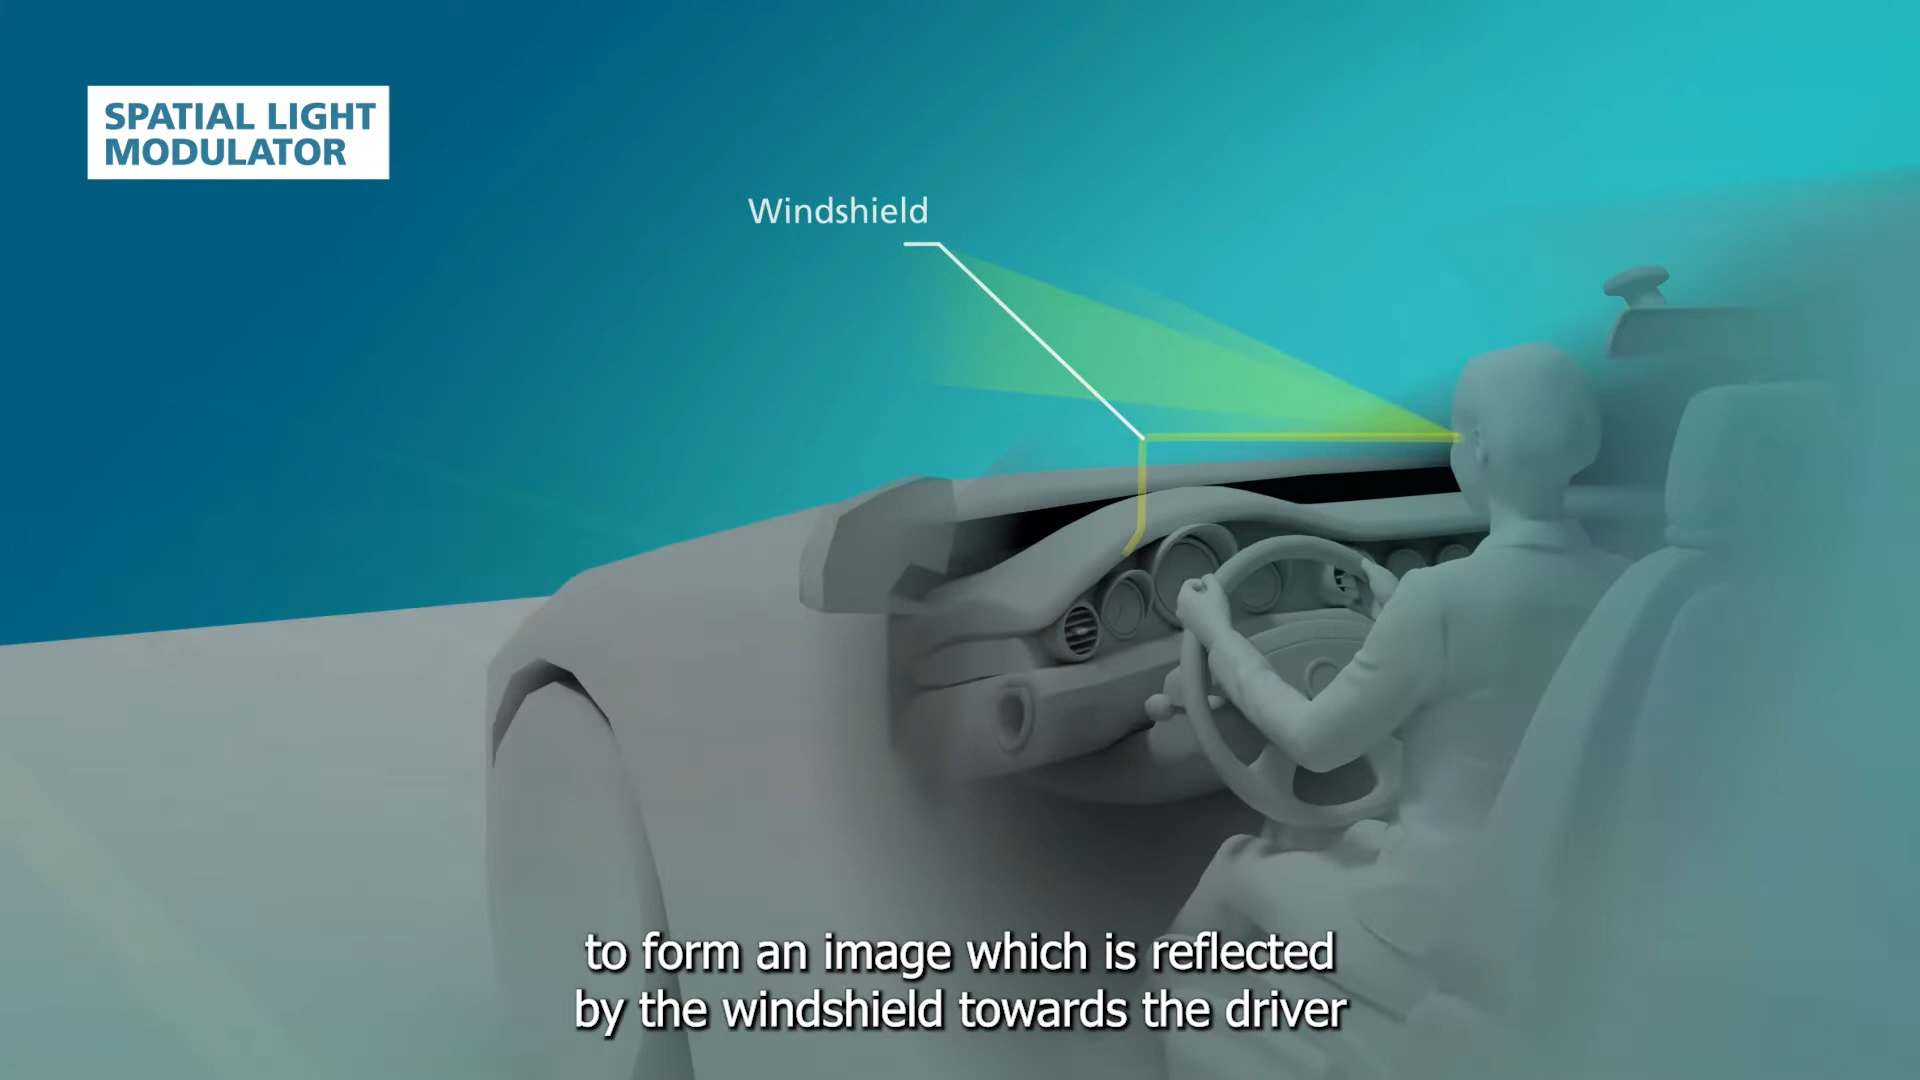 SPATIAL LIGHT
MODULATOR
Windshield
to form an image which is reflected
by the windshield towards the driver